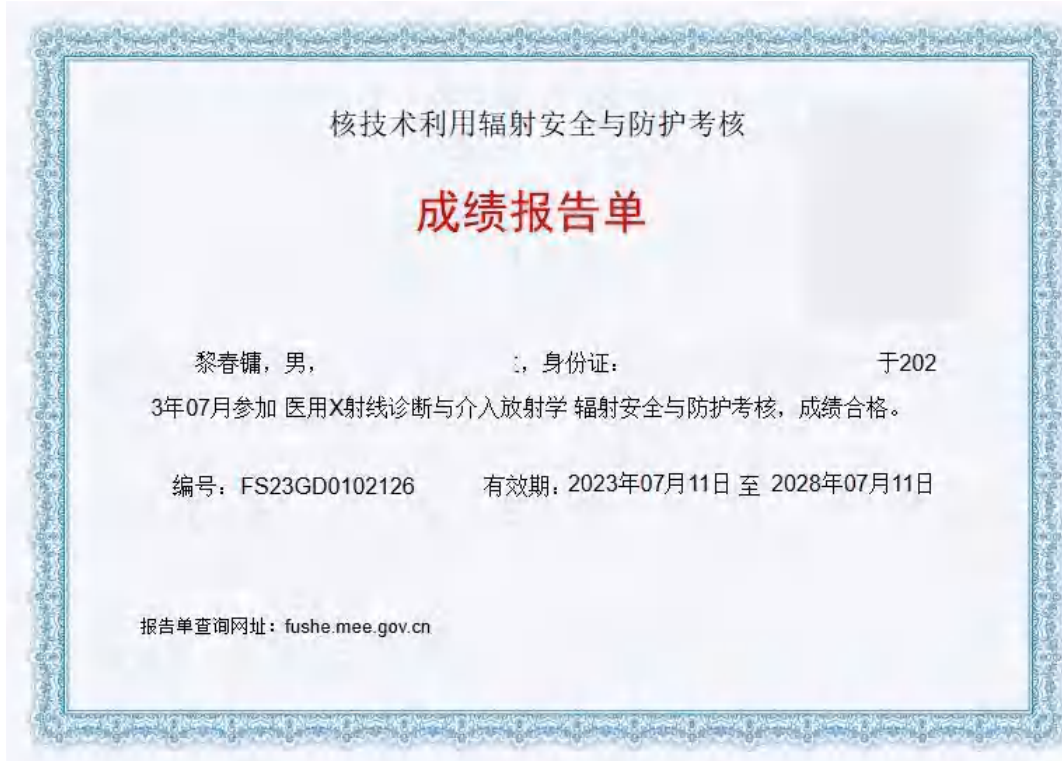 核技术利用辐射安全与防护考核
成绩报告单
黎春镛，男， ，身份证： 于202
3年07月参加 医用X射线诊断与介入放射学 辐射安全与防护考核，成绩合格。
编号：FS23GD0102126 有效期：2023年07月11日 至 2028年07月11日
报告单查询网址：fushe.mee.gov.cn